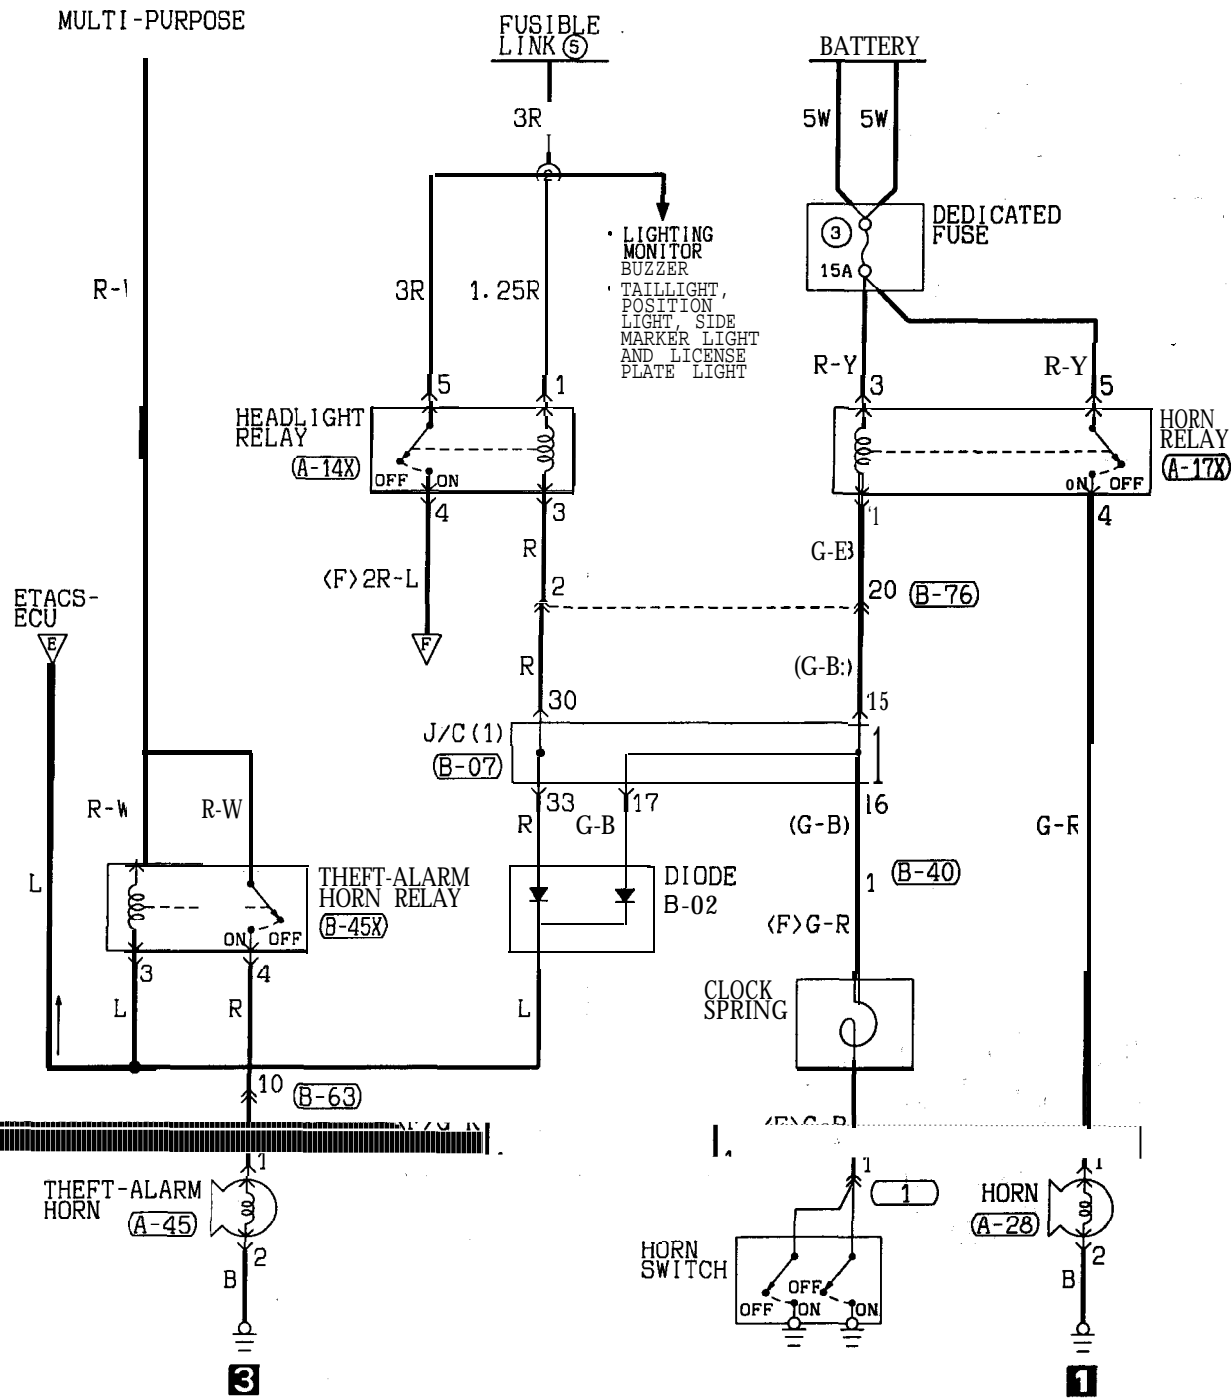 MULTI-PURPOSE
FUSIBLE
LINK 5
BATTERY
3R
5W
5W
2
DEDICATED
FUSE
3
15A
• LIGHTING
MONITOR
BUZZER
• TAILLIGHT,
POSITION
LIGHT, SIDE
MARKER LIGHT
AND LICENSE
PLATE LIGHT
3R
1.25R
R-Y
R-Y
5
1
3
5
HEADLIGHT
RELAY
A-14X
OFF
ON
HORN
RELAY
A-17X
ON
OFF
4
3
1
4
R
<F>2R-L
2
20
B-76
ETACS-
ECU
E
F
R
(G-B:)
30
15
J/C(1)
B-07
1
33
17
16
R-W
R
G-B
(G-B)
G-R
L
THEFT-ALARM
HORN RELAY
B-45X
ON
OFF
DIODE
B-02
1
B-40
<F>G-R
3
4
L
R
L
CLOCK
SPRING
10
B-63
1
1
1
1
THEFT-ALARM
HORN
A-45
HORN
A-28
2
B
HORN
SWITCH
OFF
OFF
ON
ON
2
B
3
1